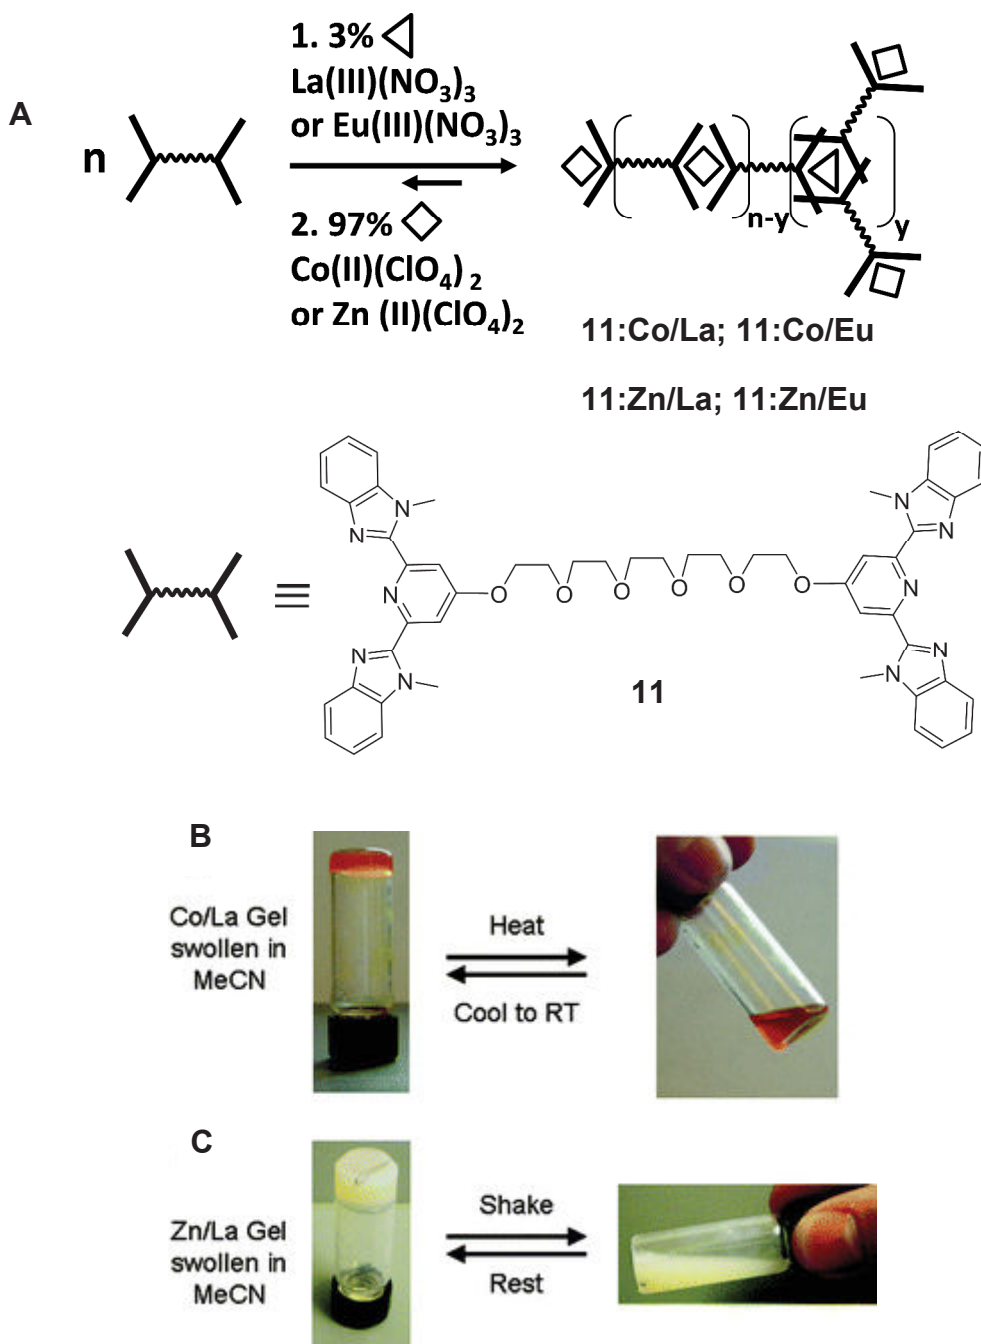 A
n
1. 3%
La(III)(NO₃)₃
or Eu(III)(NO₃)₃
2. 97%
Co(II)(ClO₄)₂
or Zn (II)(ClO₄)₂
n-y
y
11:Co/La; 11:Co/Eu
11:Zn/La; 11:Zn/Eu
N
N
N
N
N
O
O
O
O
O
O
N
N
N
N
N
11
B
Co/La Gel
swollen in
MeCN
Heat
Cool to RT
C
Zn/La Gel
swollen in
MeCN
Shake
Rest